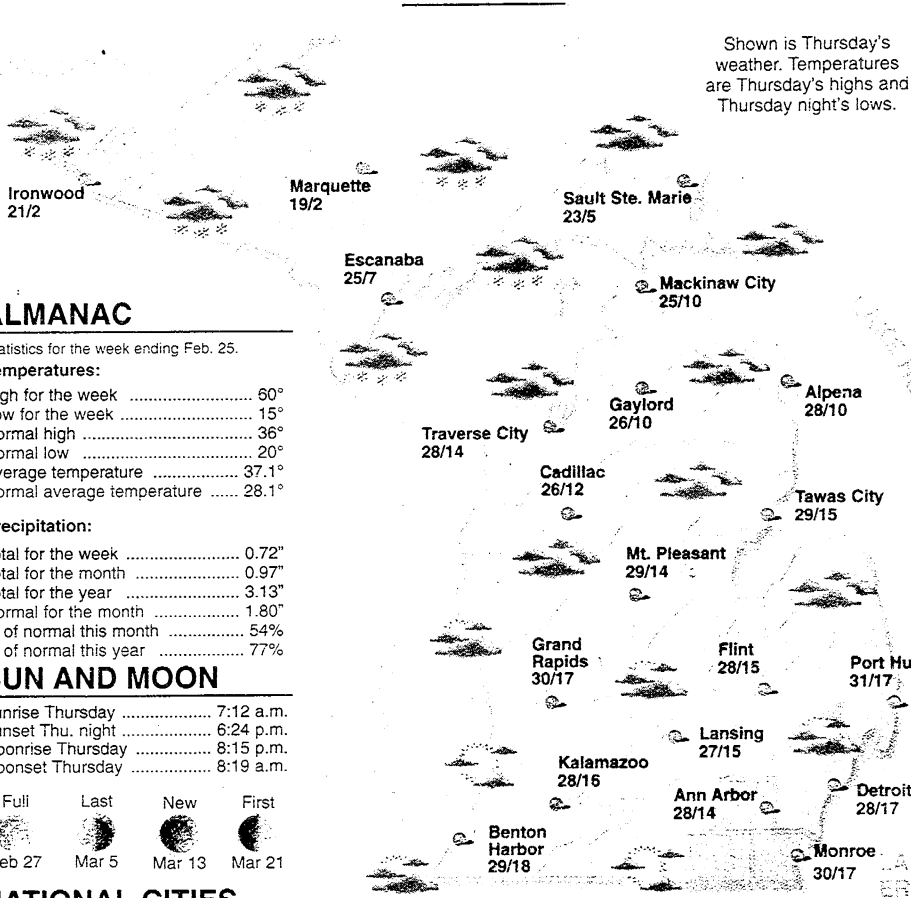 Shown is Thursday's
weather. Temperatures
are Thursday's highs and
Thursday night's lows.
Ironwood
21/2
Marquette
19/2
Sault Ste. Marie
23/5
Escanaba
25/7
Mackinaw City
25/10
Gaylord
26/10
Alpena
28/10
Traverse City
28/14
Cadillac
26/12
Tawas City
29/15
Mt. Pleasant
29/14
Grand
Rapids
30/17
Flint
28/15
Port Hu
31/17
Lansing
27/15
Kalamazoo
28/16
Ann Arbor
28/14
Detroit
28/17
Benton
Harbor
29/18
Monroe
30/17
LA
ER
ALMANAC
atistics for the week ending Feb. 25.
emperatures:
gh for the week ........................ 60°
ow for the week ........................ 15°
ormal high ................................. 36°
ormal low .................................. 20°
verage temperature ................. 37.1°
ormal average temperature ...... 28.1°
recipitation:
tal for the week ...................... 0.72"
tal for the month .................... 0.97"
tal for the year ....................... 3.13"
ormal for the month ................. 1.80"
of normal this month ............... 54%
of normal this year ................. 77%
UN AND MOON
nrise Thursday .................. 7:12 a.m.
nset Thu. night .................. 6:24 p.m.
oonrise Thursday ............... 8:15 p.m.
oonset Thursday ................ 8:19 a.m.
Full Last New First
eb 27 Mar 5 Mar 13 Mar 21
NATIONAL CITIES